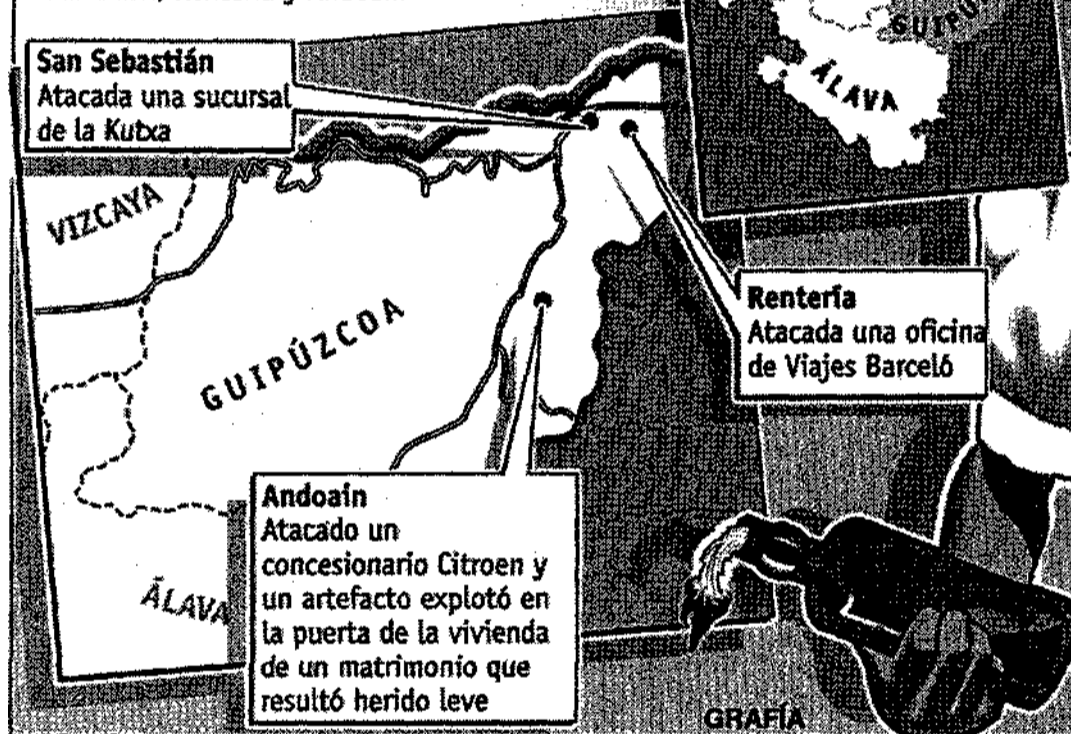 San Sebastián
Atacada una sucursal
de la Kutxa
GUIPÚZ
ÁLAVA
VIZCAYA
GUIPÚZCOA
Rentería
Atacada una oficina
de Viajes Barceló
Andoain
Atacado un
concesionario Citroen y
un artefacto explotó en
la puerta de la vivienda
de un matrimonio que
resultó herido leve
ÁLAVA
GRAFÍA